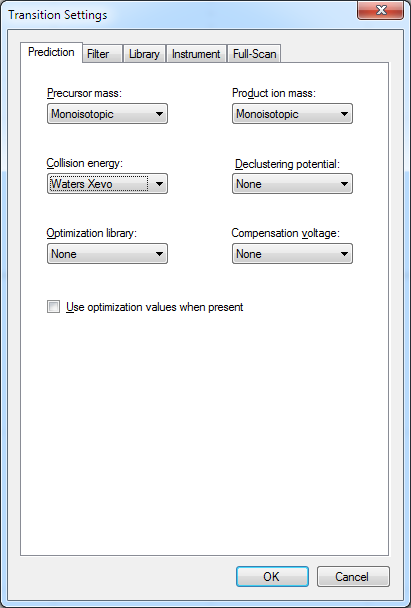 Transition Settings
Prediction Filter Library Instrument Full-Scan
Precursor mass: Product ion mass:
Monoisotopic Monoisotopic
Collision energy: Declustering potential:
Waters Xevo None
Optimization library: Compensation voltage:
None None
Use optimization values when present
OK Cancel